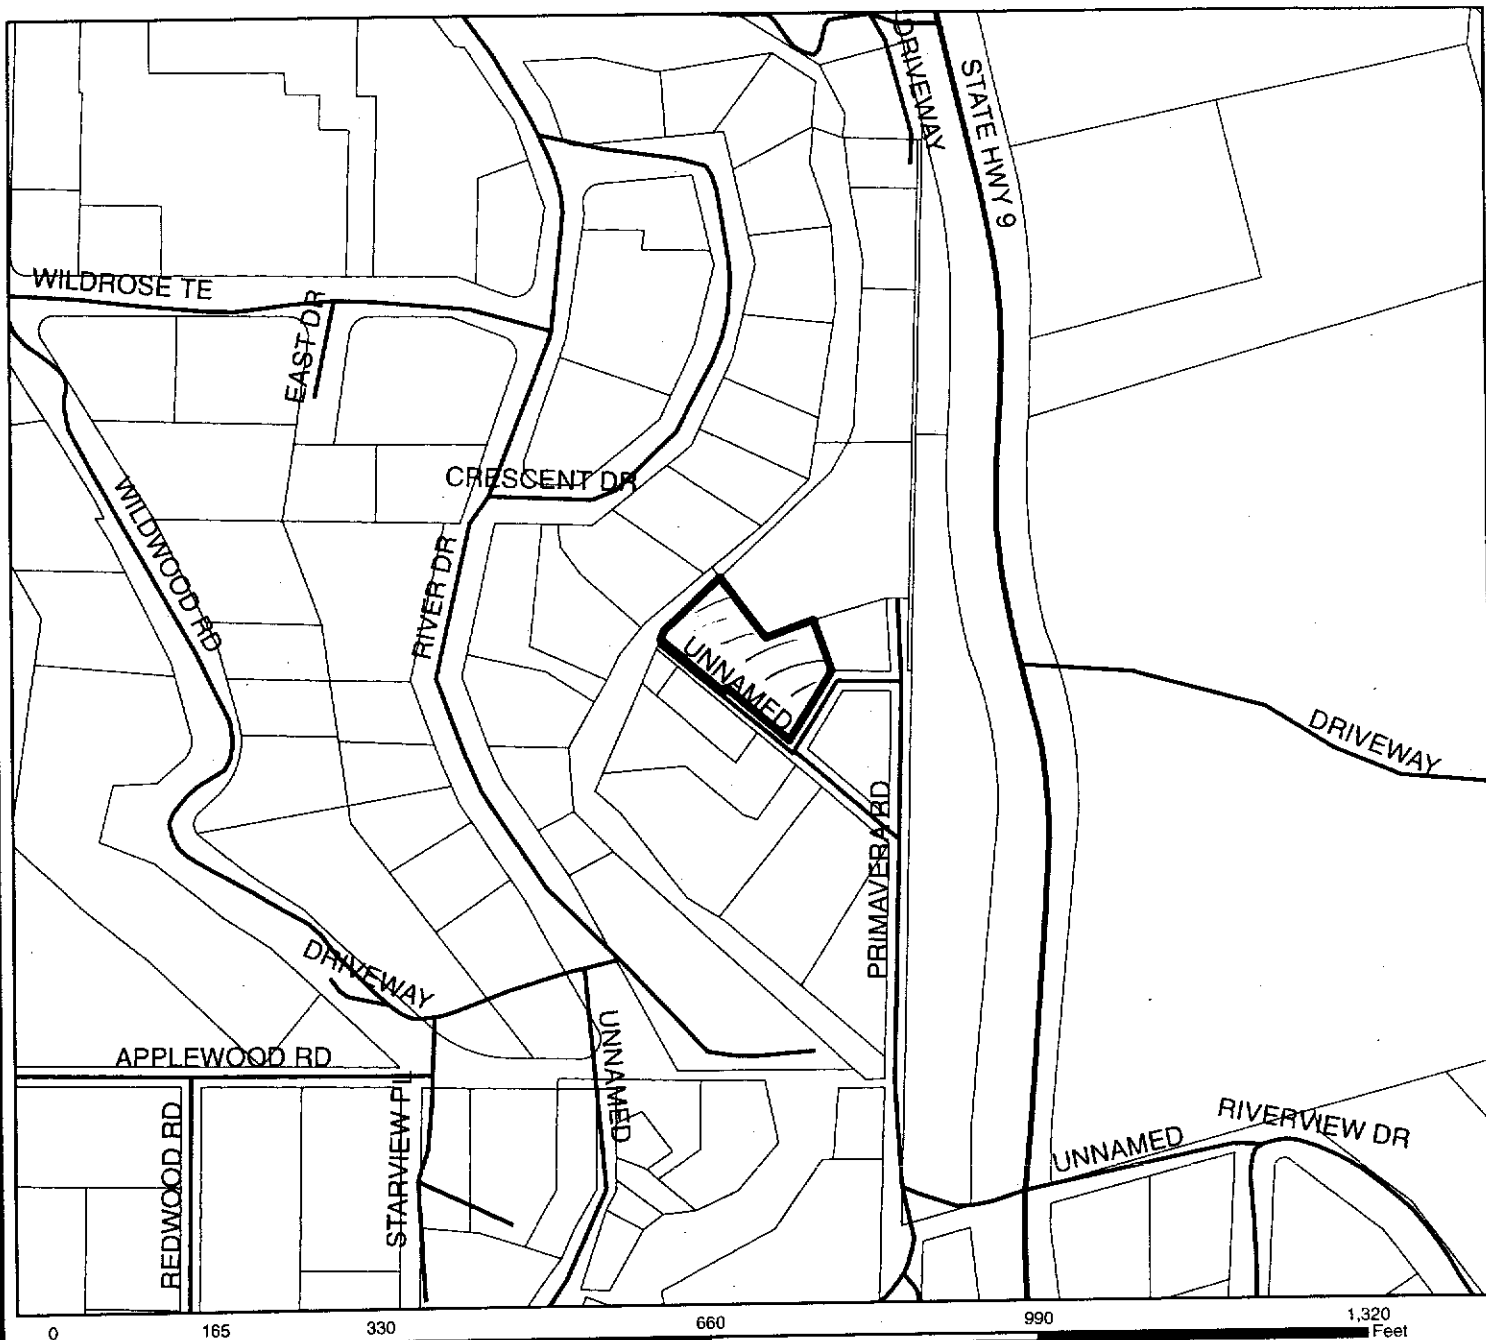 DRIVEWAY
STATE HWY 9
WILDROSE TE
EAST DR
CRESCENT DR
WILDWOOD RD
RIVER DR
UNNAMED
DRIVEWAY
PRIMAVERA RD
DRIVEWAY
UNNAMED
APPLEWOOD RD
REDWOOD RD
STARVIEW PL
UNNAMED
RIVERVIEW DR
0 165 330 660 990 1,320
Feet